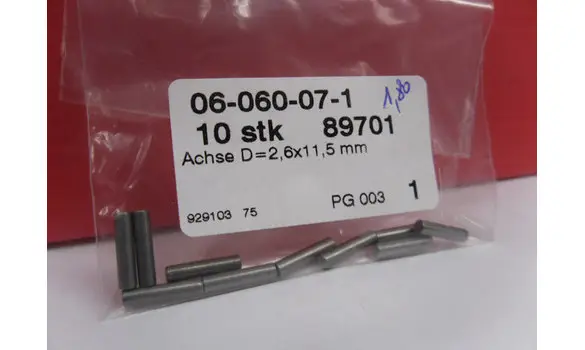 06-060-07-1
1,80
10 stk 89701
Achse D=2,6x11,5 mm
929103 75 PG 003 1